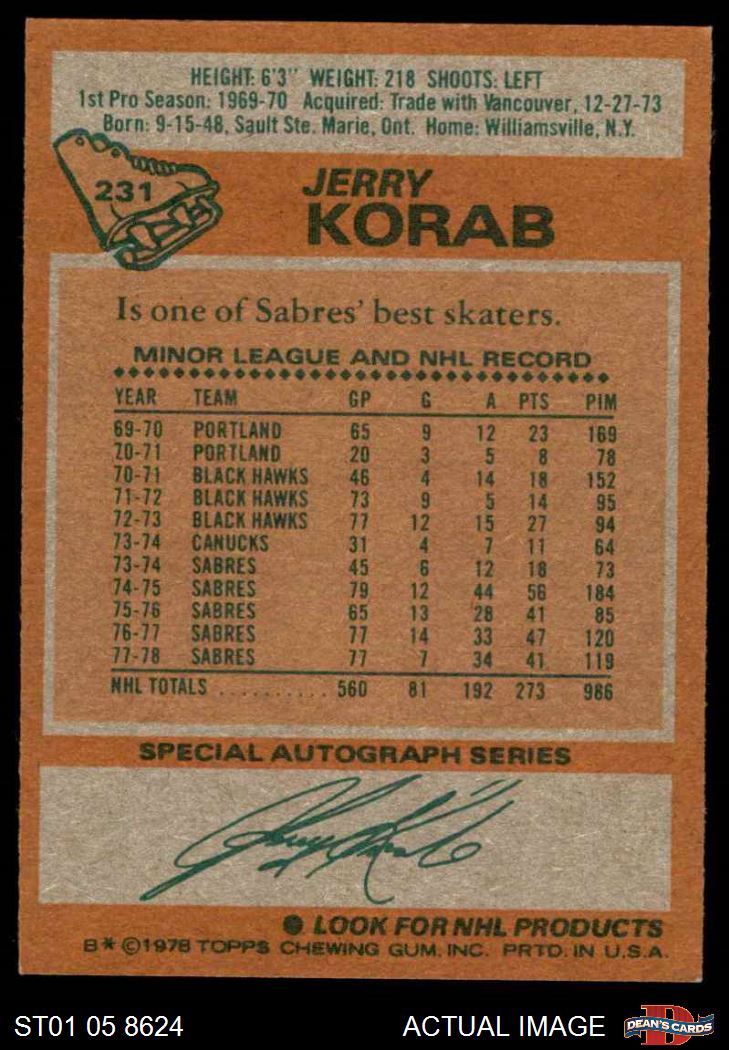 HEIGHT: 6'3" WEIGHT: 218 SHOOTS: LEFT
1st Pro Season: 1969-70 Acquired: Trade with Vancouver, 12-27-73
Born: 9-15-48, Sault Ste. Marie, Ont. Home: Williamsville, N.Y.
231
JERRY
KORAB
Is one of Sabres' best skaters.
MINOR LEAGUE AND NHL RECORD
YEAR TEAM GP G A PTS PIM
69-70 PORTLAND 65 9 12 23 169
70-71 PORTLAND 20 3 5 8 78
70-71 BLACK HAWKS 46 4 14 18 152
71-72 BLACK HAWKS 73 9 5 14 95
72-73 BLACK HAWKS 77 12 15 27 94
73-74 CANUCKS 31 4 7 11 64
73-74 SABRES 45 6 12 18 73
74-75 SABRES 79 12 44 56 184
75-76 SABRES 65 13 28 41 85
76-77 SABRES 77 14 33 47 120
77-78 SABRES 77 7 34 41 119
NHL TOTALS .......... 560 81 192 273 986
SPECIAL AUTOGRAPH SERIES
Jerry Korab
● LOOK FOR NHL PRODUCTS
B* ©1978 TOPPS CHEWING GUM, INC. PRTD. IN U.S.A.
ST01 05 8624 ACTUAL IMAGE
DEAN'S CARDS